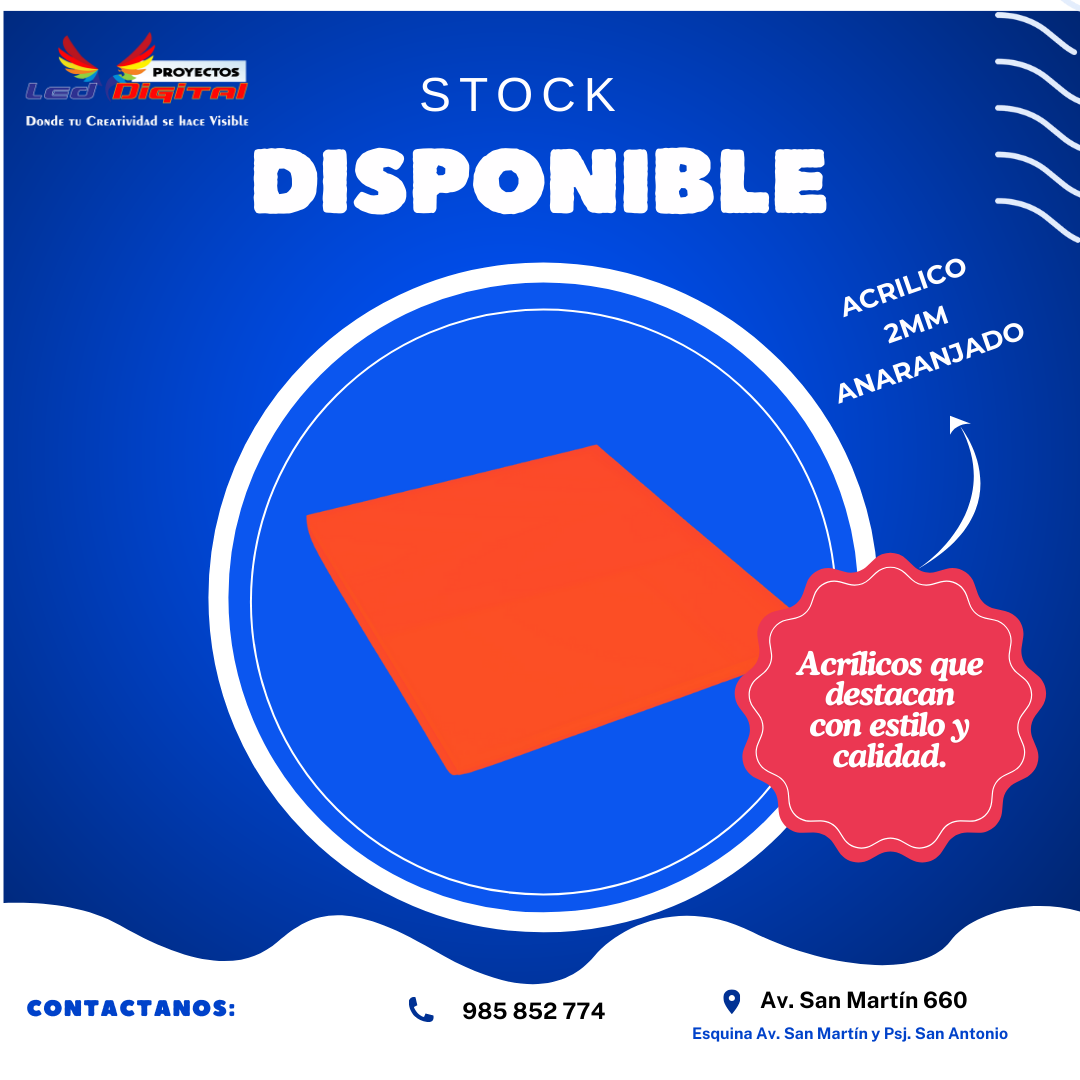 PROYECTOS
Led Digital
Donde tu Creatividad se hace Visible
STOCK
DISPONIBLE
ACRILICO
2MM
ANARANJADO
Acrílicos que
destacan
con estilo y
calidad.
CONTACTANOS:
985 852 774
Av. San Martín 660
Esquina Av. San Martín y Psj. San Antonio